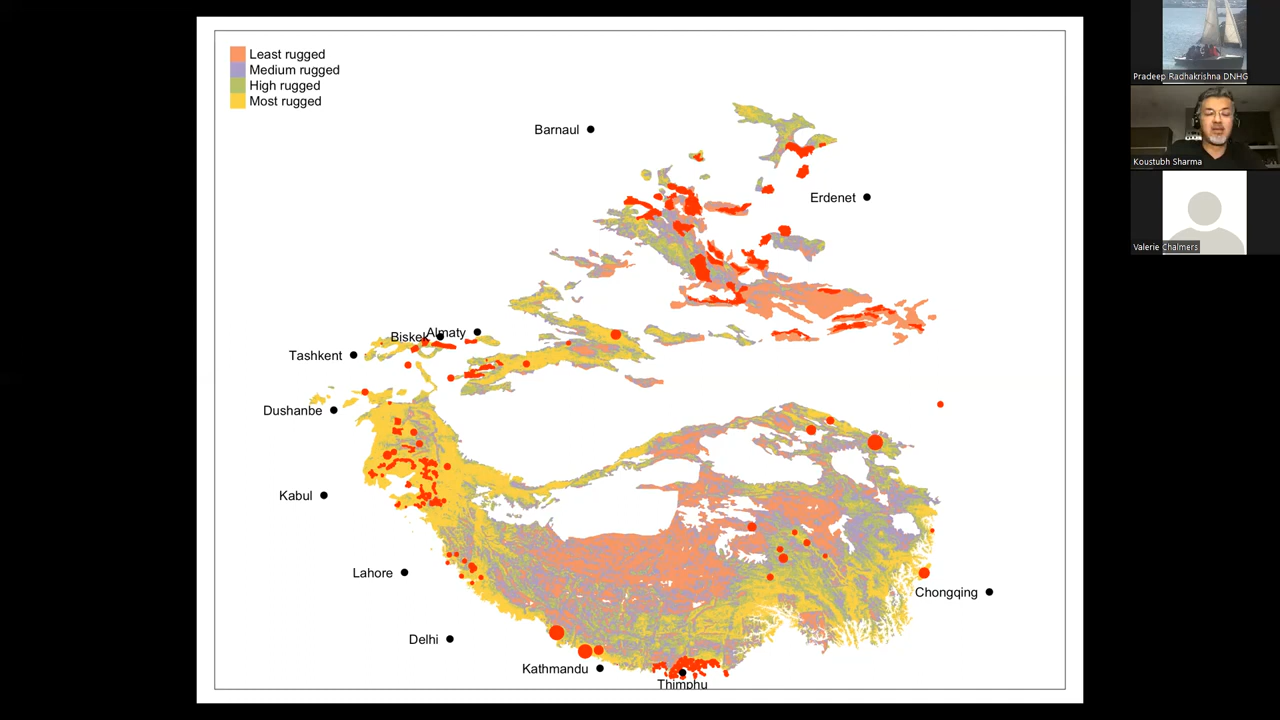 Least rugged
Medium rugged
High rugged
Most rugged
Barnaul
Erdenet
Biskek
Almaty
Tashkent
Dushanbe
Kabul
Lahore
Chongqing
Delhi
Kathmandu
Thimphu
Pradeep Radhakrishna DNHG
Koustubh Sharma
Valerie Chalmers